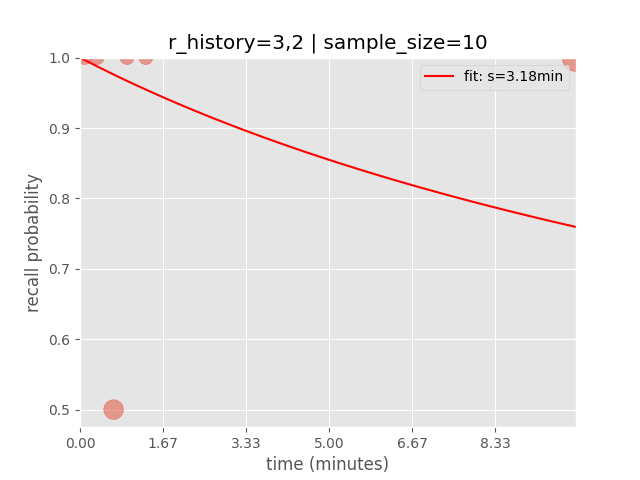 r_history=3,2 | sample_size=10
fit: s=3.18min
recall probability
1.0
0.9
0.8
0.7
0.6
0.5
0.00 1.67 3.33 5.00 6.67 8.33
time (minutes)